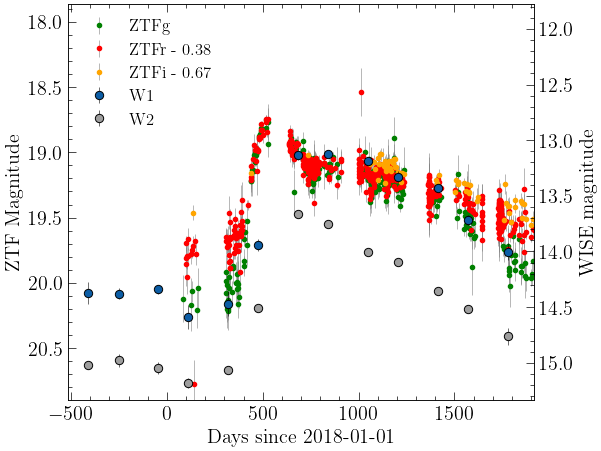 ZTFg
ZTFr - 0.38
ZTFi - 0.67
W1
W2
18.0
18.5
19.0
19.5
20.0
20.5
ZTF Magnitude
12.0
12.5
13.0
13.5
14.0
14.5
15.0
WISE magnitude
-500
0
500
1000
1500
Days since 2018-01-01